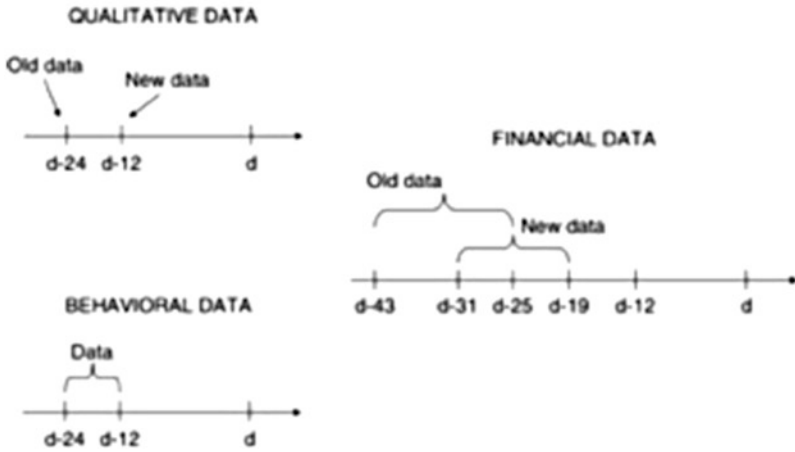 QUALITATIVE DATA
Old data
New data
d-24 d-12 d
FINANCIAL DATA
Old data
New data
d-43 d-31 d-25 d-19 d-12 d
BEHAVIORAL DATA
Data
d-24 d-12 d